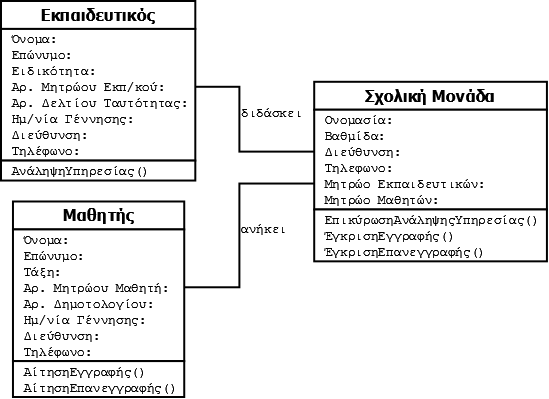 Εκπαιδευτικός
Όνομα:
Επώνυμο:
Ειδικότητα:
Αρ. Μητρώου Εκπ/κού:
Αρ. Δελτίου Ταυτότητας:
Ημ/νία Γέννησης:
Διεύθυνση:
Τηλέφωνο:
ΑνάληψηΥπηρεσίας()
διδάσκει
Σχολική Μονάδα
Ονομασία:
Βαθμίδα:
Διεύθυνση:
Τηλεφωνο:
Μητρώο Εκπαιδευτικών:
Μητρώο Μαθητών:
ΕπικύρωσηΑνάληψηςΥπηρεσίας()
ΈγκρισηΕγγραφής()
ΈγκρισηΕπανεγγραφής()
ανήκει
Μαθητής
Όνομα:
Επώνυμο:
Τάξη:
Αρ. Μητρώου Μαθητή:
Αρ. Δημοτολογίου:
Ημ/νία Γέννησης:
Διεύθυνση:
Τηλέφωνο:
ΑίτησηΕγγραφής()
ΑίτησηΕπανεγγραφής()